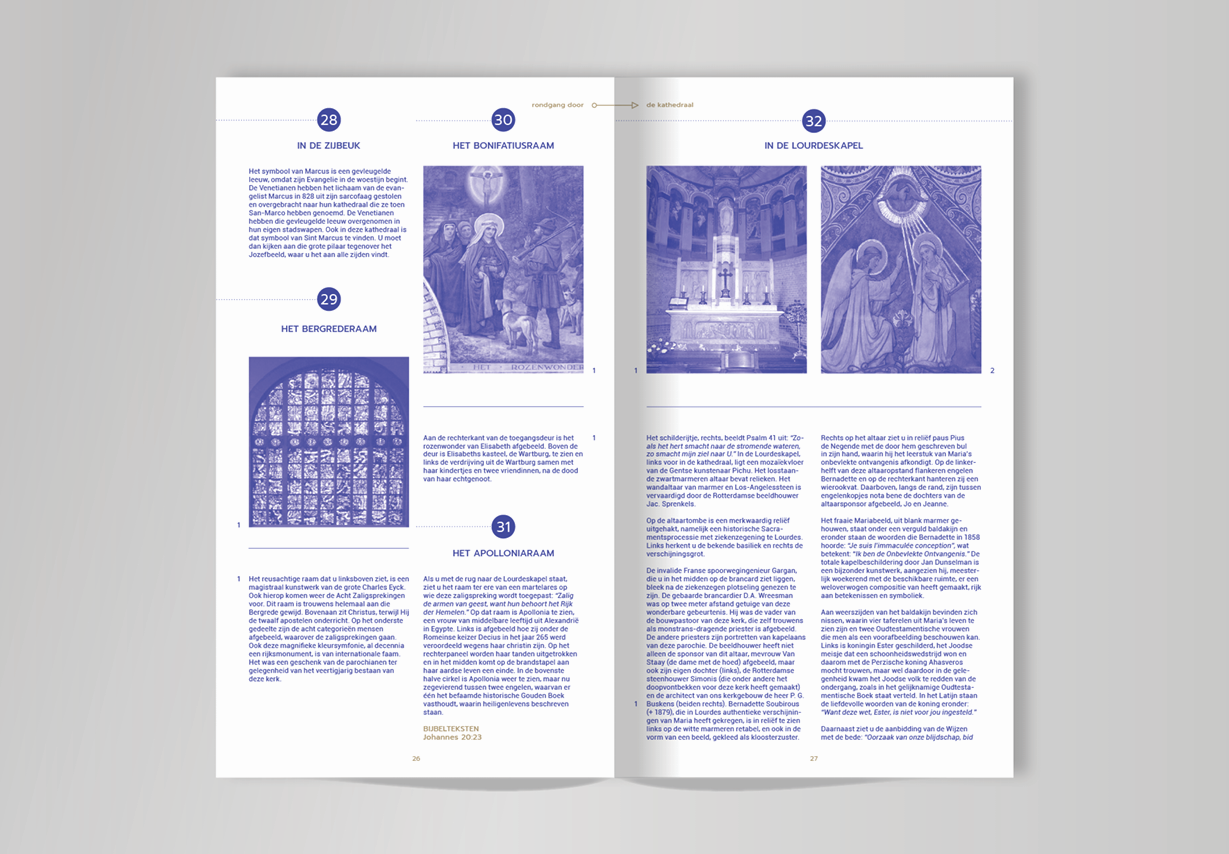 rondgang door
de kathedraal
28
IN DE ZIJBEUK
Het symbool van Marcus is een gevleugelde
leeuw, omdat zijn Evangelie in de woestijn begint.
De Venetianen hebben het lichaam van de evan-
gelist Marcus in 828 uit zijn sarcofaag gestolen
en overgebracht naar hun kathedraal die ze toen
San-Marco hebben genoemd. De Venetianen
hebben die gevleugelde leeuw overgenomen in
hun eigen stadswapen. Ook in deze kathedraal is
dat symbool van Sint Marcus te vinden. U moet
dan kijken aan die grote pilaar tegenover het
Jozefbeeld, waar u het aan alle zijden vindt.
29
HET BERGREDERAAM
1
1
Het reusachtige raam dat u linksboven ziet, is een
magistraal kunstwerk van de grote Charles Eyck.
Ook hierop komen weer de Acht Zaligsprekingen
voor. Dit raam is trouwens helemaal aan die
Bergrede gewijd. Bovenaan zit Christus, terwijl Hij
de twaalf apostelen onderricht. Op het onderste
gedeelte zijn de acht categorieën mensen
afgebeeld, waarover de zaligsprekingen gaan.
Ook deze magnifieke kleursymfonie, al decennia
een rijksmonument, is van internationale faam.
Het was een geschenk van de parochianen ter
gelegenheid van het veertigjarig bestaan van
deze kerk.
30
HET BONIFATIUSRAAM
HET · ROZENWONDER
1
Aan de rechterkant van de toegangsdeur is het
rozenwonder van Elisabeth afgebeeld. Boven de
deur is Elisabeths kasteel, de Wartburg, te zien en
links de verdrijving uit de Wartburg samen met
haar kindertjes en twee vriendinnen, na de dood
van haar echtgenoot.
1
31
HET APOLLONIARAAM
Als u met de rug naar de Lourdeskapel staat,
ziet u het raam ter ere van een martelares op
wie deze zaligspreking wordt toegepast: "Zalig
de armen van geest, want hun behoort het Rijk
der Hemelen." Op dat raam is Apollonia te zien,
een vrouw van middelbare leeftijd uit Alexandrië
in Egypte. Links is afgebeeld hoe zij onder de
Romeinse keizer Decius in het jaar 265 werd
veroordeeld wegens haar christin zijn. Op het
rechterpaneel worden haar tanden uitgetrokken
en in het midden komt op de brandstapel aan
haar aardse leven een einde. In de bovenste
halve cirkel is Apollonia weer te zien, maar nu
zegevierend tussen twee engelen, waarvan er
één het befaamde historische Gouden Boek
vasthoudt, waarin heiligenlevens beschreven
staan.
BIJBELTEKSTEN
Johannes 20:23
26
32
IN DE LOURDESKAPEL
1
2
Het schilderijtje, rechts, beeldt Psalm 41 uit: "Zo-
als het hert smacht naar de stromende wateren,
zo smacht mijn ziel naar U." In de Lourdeskapel,
links voor in de kathedraal, ligt een mozaïekvloer
van de Gentse kunstenaar Pichu. Het losstaan-
de zwartmarmeren altaar bevat relieken. Het
wandaltaar van marmer en Los-Angelessteen is
vervaardigd door de Rotterdamse beeldhouwer
Jac. Sprenkels.
Op de altaartombe is een merkwaardig reliëf
uitgehakt, namelijk een historische Sacra-
mentsprocessie met ziekenzegening te Lourdes.
Links herkent u de bekende basiliek en rechts de
verschijningsgrot.
De invalide Franse spoorwegingenieur Gargan,
die u in het midden op de brancard ziet liggen,
bleek na de ziekenzegen plotseling genezen te
zijn. De gebaarde brancardier D.A. Wreesman
was op twee meter afstand getuige van deze
wonderbare gebeurtenis. Hij was de vader van
de bouwpastoor van deze kerk, die zelf trouwens
als monstrans-dragende priester is afgebeeld.
De andere priesters zijn portretten van kapelaans
van deze parochie. De beeldhouwer heeft niet
alleen de sponsor van dit altaar, mevrouw Van
Staay (de dame met de hoed) afgebeeld, maar
ook zijn eigen dochter (links), de Rotterdamse
steenhouwer Simonis (die onder andere het
doopvontbekken voor deze kerk heeft gemaakt)
en de architect van ons kerkgebouw de heer P. G.
1
Buskens (beiden rechts). Bernadette Soubirous
(+ 1879), die in Lourdes authentieke verschijnin-
gen van Maria heeft gekregen, is in reliëf te zien
links op de witte marmeren retabel, en ook in de
vorm van een beeld, gekleed als kloosterzuster.
Rechts op het altaar ziet u in reliëf paus Pius
de Negende met de door hem geschreven bul
in zijn hand, waarin hij het leerstuk van Maria's
onbevlekte ontvangenis afkondigt. Op de linker-
helft van deze altaaropstand flankeren engelen
Bernadette en op de rechterkant hanteren zij een
wierookvat. Daarboven, langs de rand, zijn tussen
engelenkopjes nota bene de dochters van de
altaarsponsor afgebeeld, Jo en Jeanne.
Het fraaie Mariabeeld, uit blank marmer ge-
houwen, staat onder een verguld baldakijn en
eronder staan de woorden die Bernadette in 1858
hoorde: "Je suis l'immaculée conception", wat
betekent: "Ik ben de Onbevlekte Ontvangenis." De
totale kapelbeschildering door Jan Dunselman is
een bijzonder kunstwerk, aangezien hij, meester-
lijk woekerend met de beschikbare ruimte, er een
weloverwogen compositie van heeft gemaakt, rijk
aan betekenissen en symboliek.
Aan weerszijden van het baldakijn bevinden zich
nissen, waarin vier taferelen uit Maria's leven te
zien zijn en twee Oudtestamentische vrouwen
die men als een voorafbeelding beschouwen kan.
Links is koningin Ester geschilderd, het Joodse
meisje dat een schoonheidswedstrijd won en
daarom met de Perzische koning Ahasveros
mocht trouwen, maar wel daardoor in de gele-
genheid kwam het Joodse volk te redden van de
ondergang, zoals in het gelijknamige Oudtesta-
mentische Boek staat verteld. In het Latijn staan
de liefdevolle woorden van de koning eronder:
"Want deze wet, Ester, is niet voor jou ingesteld."
Daarnaast ziet u de aanbidding van de Wijzen
met de bede: "Oorzaak van onze blijdschap, bid
27